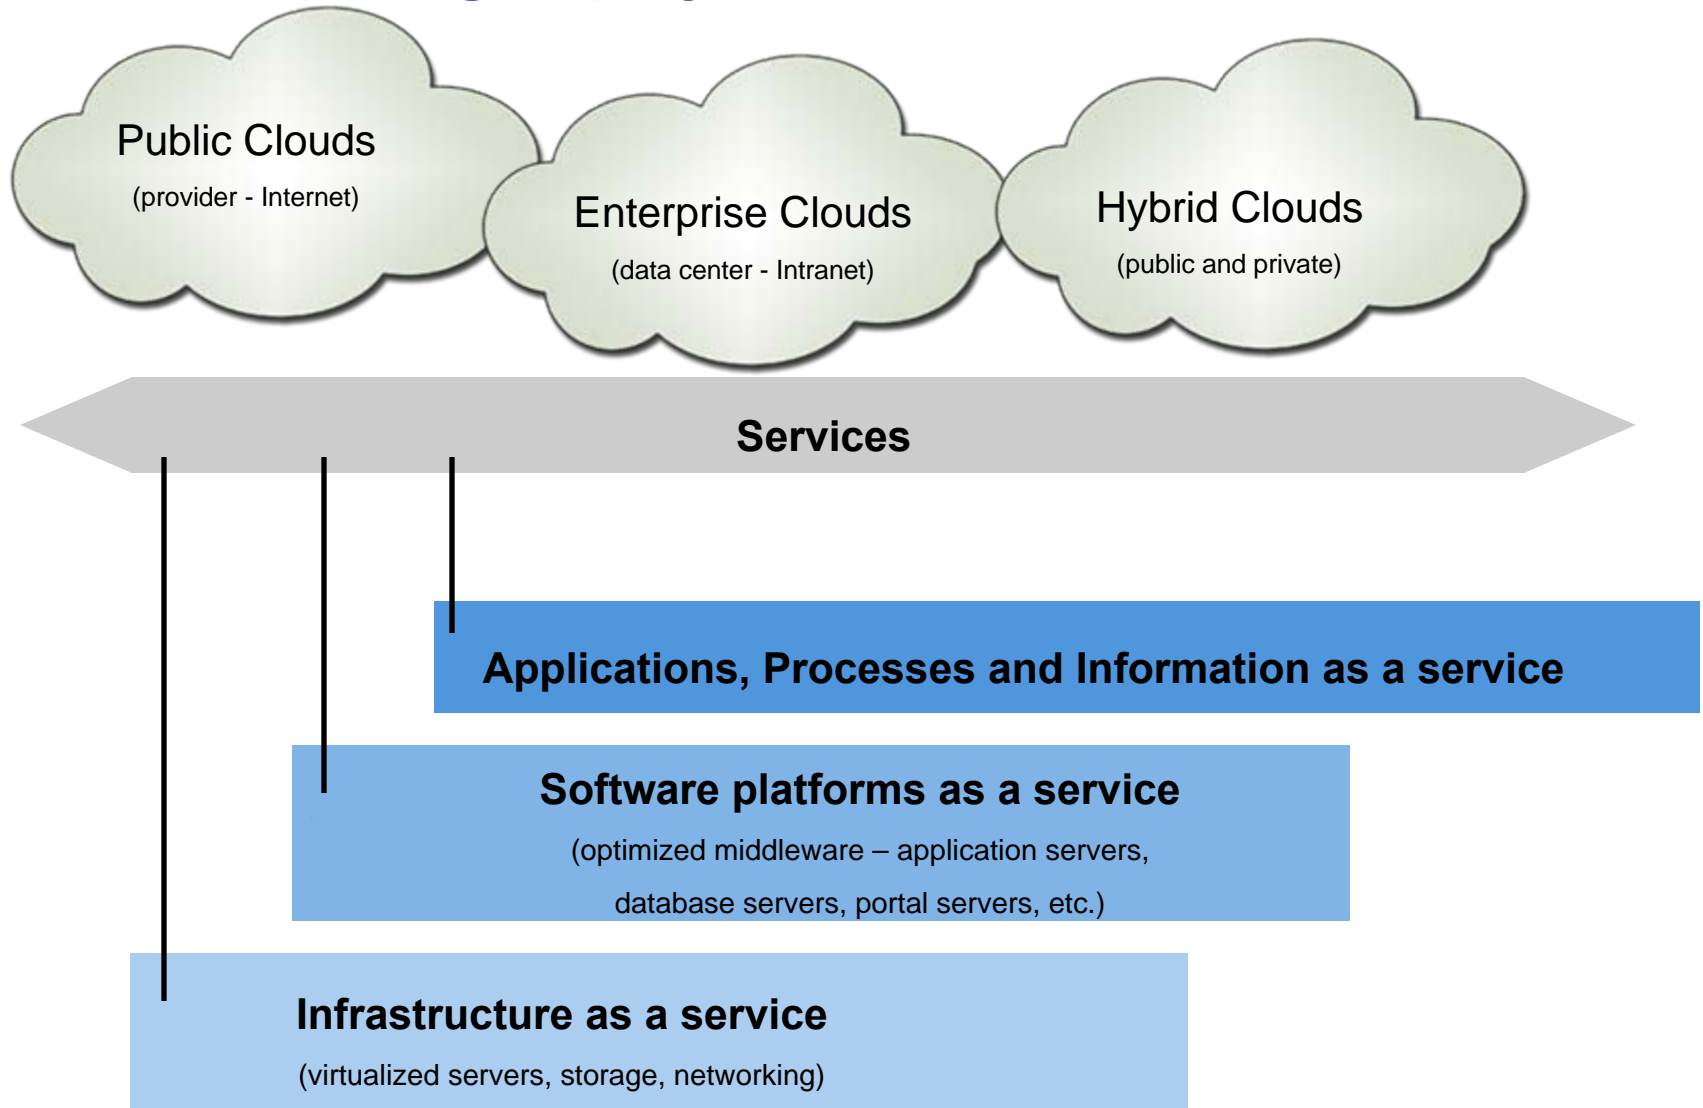 Public Clouds
(provider - Internet)
Enterprise Clouds
(data center - Intranet)
Hybrid Clouds
(public and private)
Services
Applications, Processes and Information as a service
Software platforms as a service
(optimized middleware – application servers,
database servers, portal servers, etc.)
Infrastructure as a service
(virtualized servers, storage, networking)